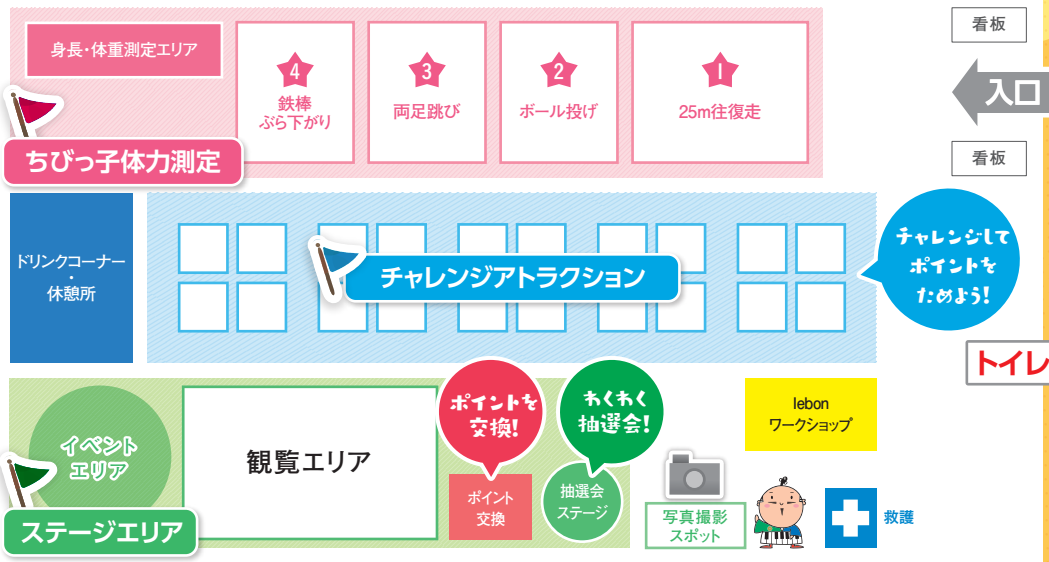 看板
入口
看板
身長・体重測定エリア
4
鉄棒
ぶら下がり
3
両足跳び
2
ボール投げ
1
25m往復走
ちびっ子体力測定
ドリンクコーナー
・
休憩所
チャレンジアトラクション
チャレンジして
ポイントを
ためよう!
トイレ
イベント
エリア
観覧エリア
ステージエリア
ポイントを
交換!
ポイント
交換
わくわく
抽選会!
抽選会
ステージ
lebon
ワークショップ
写真撮影
スポット
救護